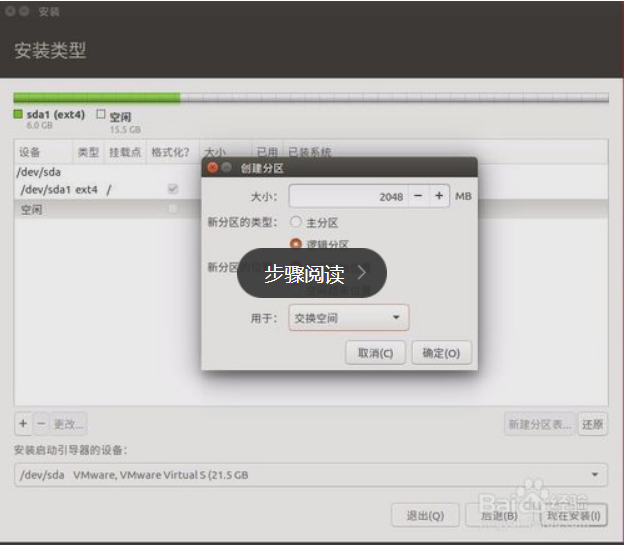 安装
安装类型
sda1 (ext4) 空闲
6.0 GB 15.5 GB
设备 类型 挂载点 格式化? 大小 已用 已装系统
/dev/sda
/dev/sda1 ext4 /
空闲
创建分区
大小: 2048 − + MB
新分区的类型: 主分区
逻辑分区
新分区的
步骤阅读
用于: 交换空间
取消(C) 确定(O)
+ − 更改... 新建分区表... 还原
安装启动引导器的设备:
/dev/sda VMware, VMware Virtual S (21.5 GB
Baidu经验
退出(Q) 后退(B) 现在安装(I)